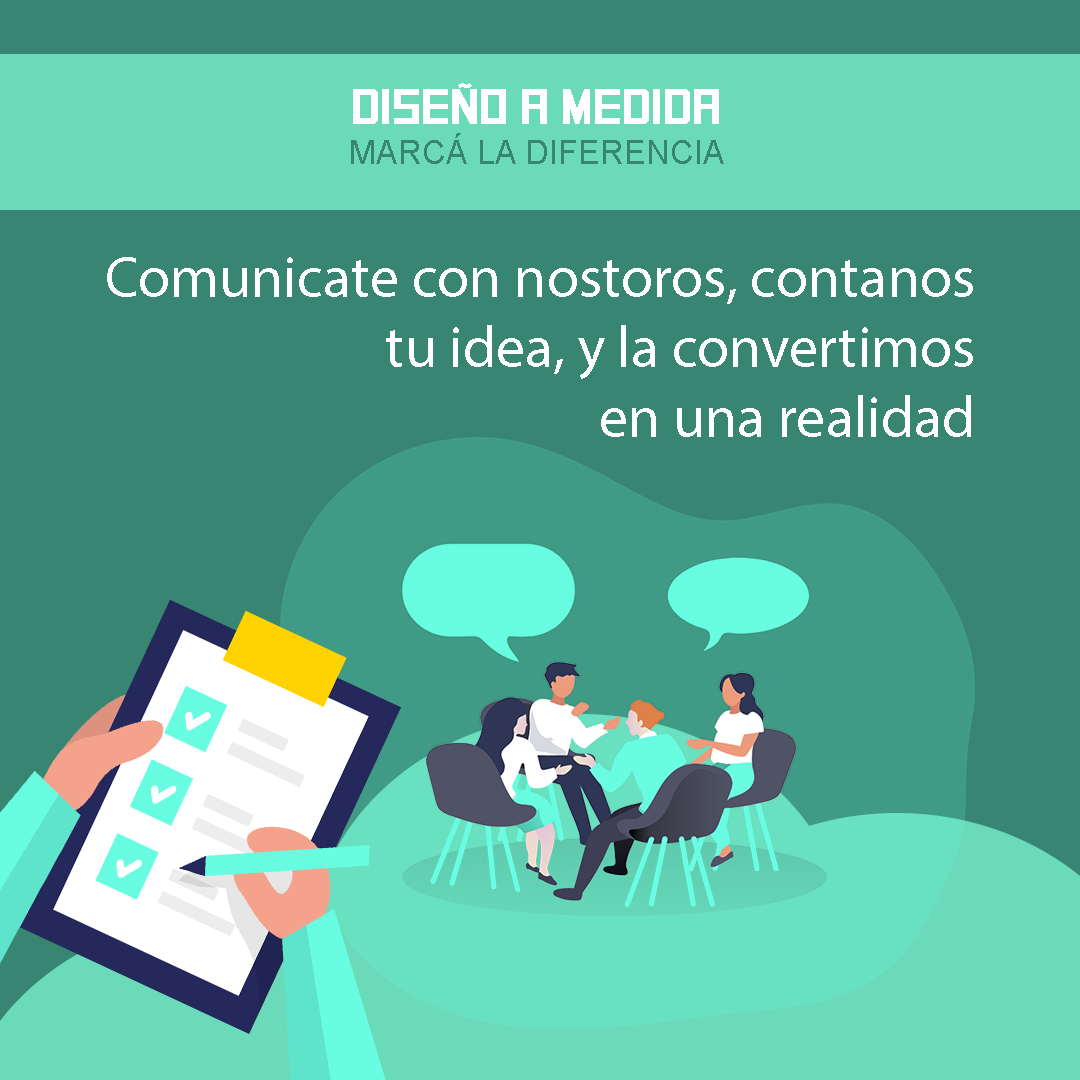 DISEÑO A MEDIDA
MARCÁ LA DIFERENCIA
Comunicate con nostoros, contanos
tu idea, y la convertimos
en una realidad